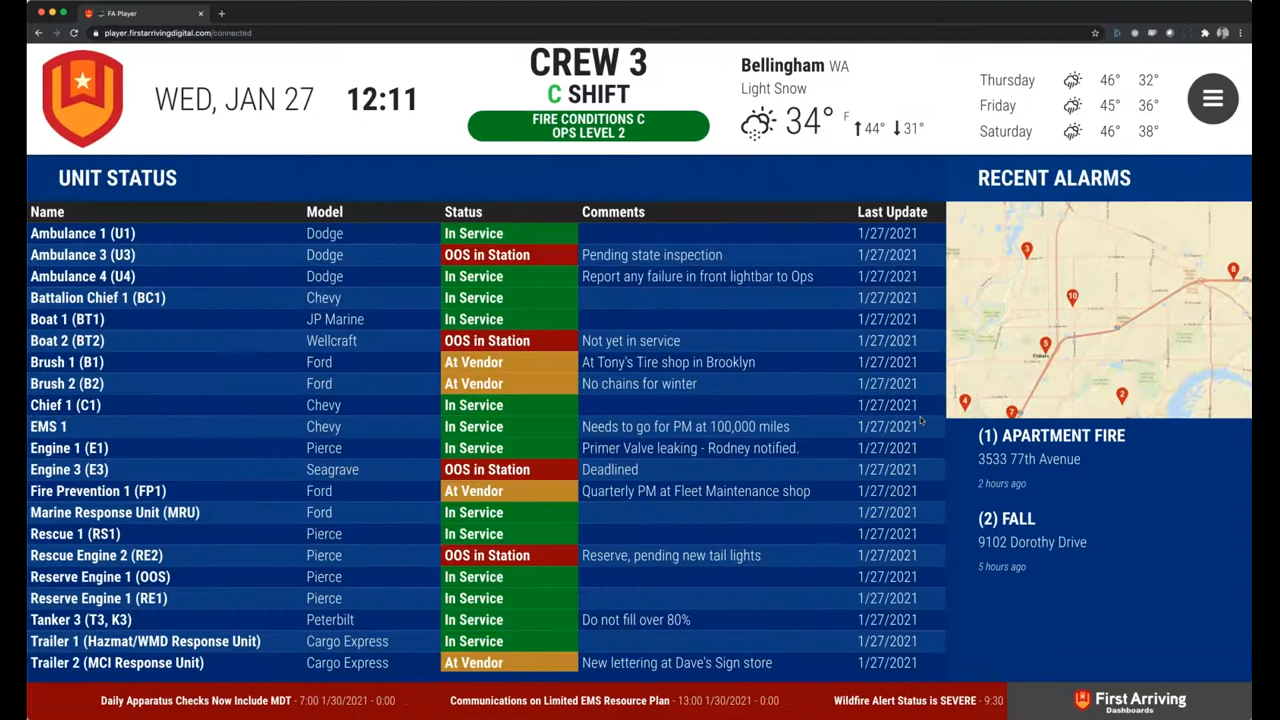 FA Player
player.firstarrivingdigital.com/connected
WED, JAN 27 12:11
CREW 3
C SHIFT
FIRE CONDITIONS C
OPS LEVEL 2
Bellingham WA
Light Snow
34° F 44° 31°
Thursday 46° 32°
Friday 45° 36°
Saturday 46° 38°
UNIT STATUS
Name Model Status Comments Last Update
Ambulance 1 (U1) Dodge In Service 1/27/2021
Ambulance 3 (U3) Dodge OOS in Station Pending state inspection 1/27/2021
Ambulance 4 (U4) Dodge In Service Report any failure in front lightbar to Ops 1/27/2021
Battalion Chief 1 (BC1) Chevy In Service 1/27/2021
Boat 1 (BT1) JP Marine In Service 1/27/2021
Boat 2 (BT2) Wellcraft OOS in Station Not yet in service 1/27/2021
Brush 1 (B1) Ford At Vendor At Tony's Tire shop in Brooklyn 1/27/2021
Brush 2 (B2) Ford At Vendor No chains for winter 1/27/2021
Chief 1 (C1) Chevy In Service 1/27/2021
EMS 1 Chevy In Service Needs to go for PM at 100,000 miles 1/27/2021
Engine 1 (E1) Pierce In Service Primer Valve leaking - Rodney notified. 1/27/2021
Engine 3 (E3) Seagrave OOS in Station Deadlined 1/27/2021
Fire Prevention 1 (FP1) Ford At Vendor Quarterly PM at Fleet Maintenance shop 1/27/2021
Marine Response Unit (MRU) Ford In Service 1/27/2021
Rescue 1 (RS1) Pierce In Service 1/27/2021
Rescue Engine 2 (RE2) Pierce OOS in Station Reserve, pending new tail lights 1/27/2021
Reserve Engine 1 (OOS) Pierce In Service 1/27/2021
Reserve Engine 1 (RE1) Pierce In Service 1/27/2021
Tanker 3 (T3, K3) Peterbilt In Service Do not fill over 80% 1/27/2021
Trailer 1 (Hazmat/WMD Response Unit) Cargo Express In Service 1/27/2021
Trailer 2 (MCI Response Unit) Cargo Express At Vendor New lettering at Dave's Sign store 1/27/2021
RECENT ALARMS
3
8
10
5
Fishers
4
7
2
(1) APARTMENT FIRE
3533 77th Avenue
2 hours ago
(2) FALL
9102 Dorothy Drive
5 hours ago
Daily Apparatus Checks Now Include MDT - 7:00 1/30/2021 - 0:00 Communications on Limited EMS Resource Plan - 13:00 1/30/2021 - 0:00 Wildfire Alert Status is SEVERE - 9:30
First Arriving
Dashboards